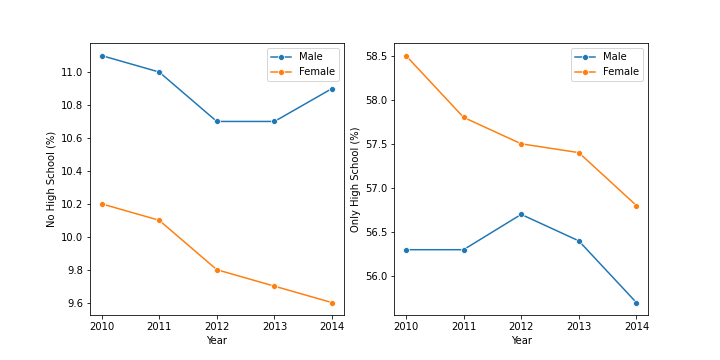 No High School (%)
11.0
10.8
10.6
10.4
10.2
10.0
9.8
9.6
2010 2011 2012 2013 2014
Year
Male
Female
Only High School (%)
58.5
58.0
57.5
57.0
56.5
56.0
2010 2011 2012 2013 2014
Year
Male
Female